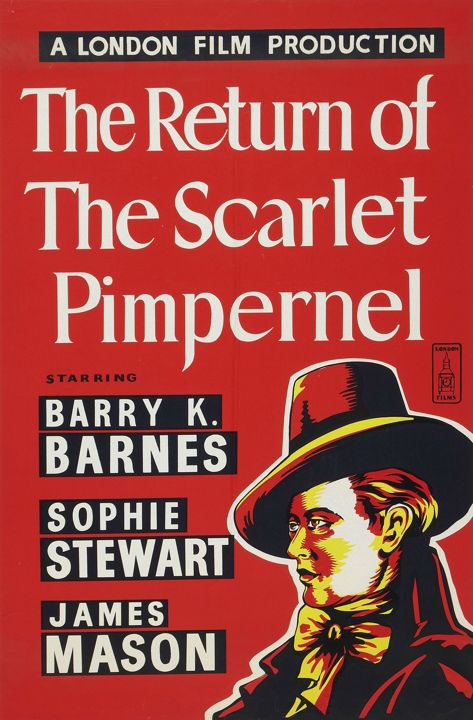 A LONDON FILM PRODUCTION
The Return of
The Scarlet
Pimpernel
LONDON
FILMS
STARRING
BARRY K.
BARNES
SOPHIE
STEWART
JAMES
MASON